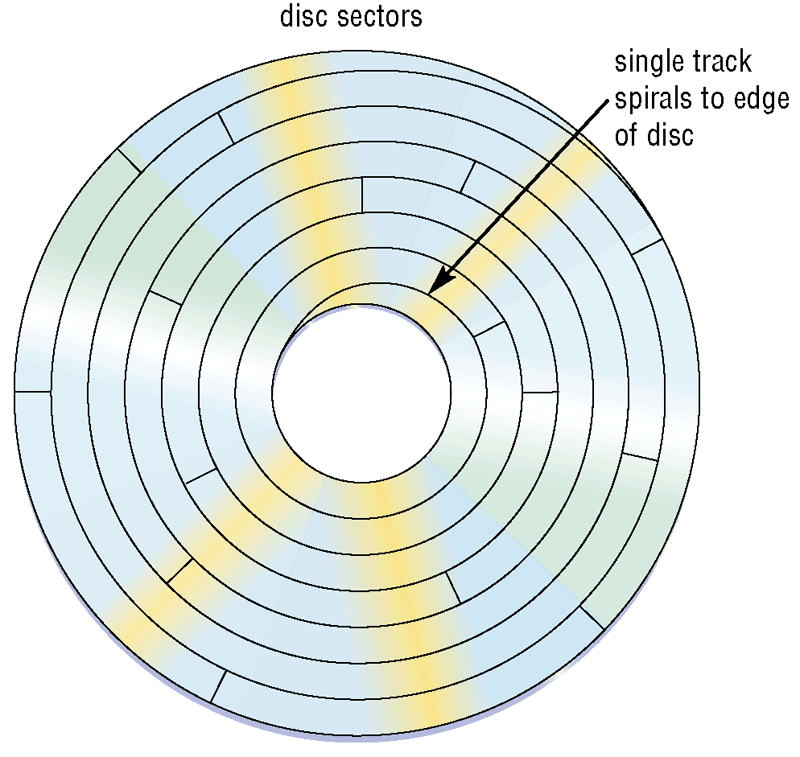 disc sectors
single track
spirals to edge
of disc